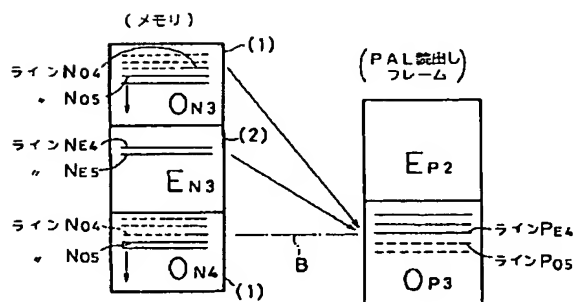 (メモリ)
(1)
ラインNO4
〃 NO5
ON3
(2)
ラインNE4
〃 NE5
EN3
ラインNO4
〃 NO5
ON4
(1)
B
(PAL読出しフレーム)
EP2
ラインPE4
ラインPO5
OP3